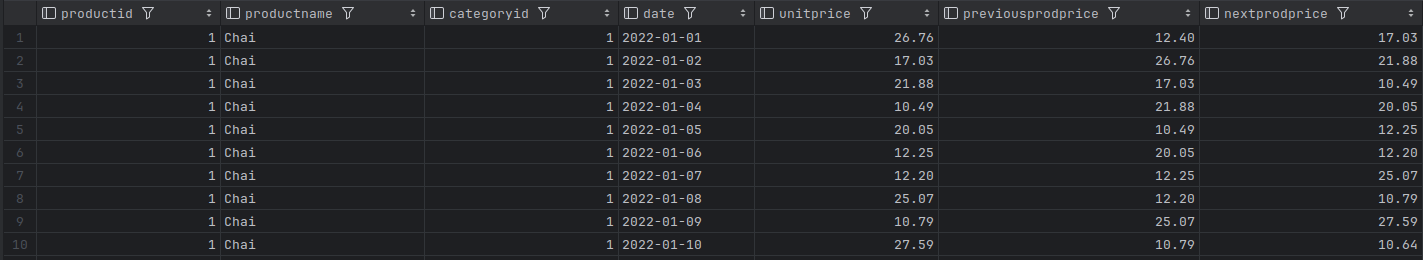 productid productname categoryid date unitprice previousprodprice nextprodprice
1 1 Chai 1 2022-01-01 26.76 12.40 17.03
2 1 Chai 1 2022-01-02 17.03 26.76 21.88
3 1 Chai 1 2022-01-03 21.88 17.03 10.49
4 1 Chai 1 2022-01-04 10.49 21.88 20.05
5 1 Chai 1 2022-01-05 20.05 10.49 12.25
6 1 Chai 1 2022-01-06 12.25 20.05 12.20
7 1 Chai 1 2022-01-07 12.20 12.25 25.07
8 1 Chai 1 2022-01-08 25.07 12.20 10.79
9 1 Chai 1 2022-01-09 10.79 25.07 27.59
10 1 Chai 1 2022-01-10 27.59 10.79 10.64